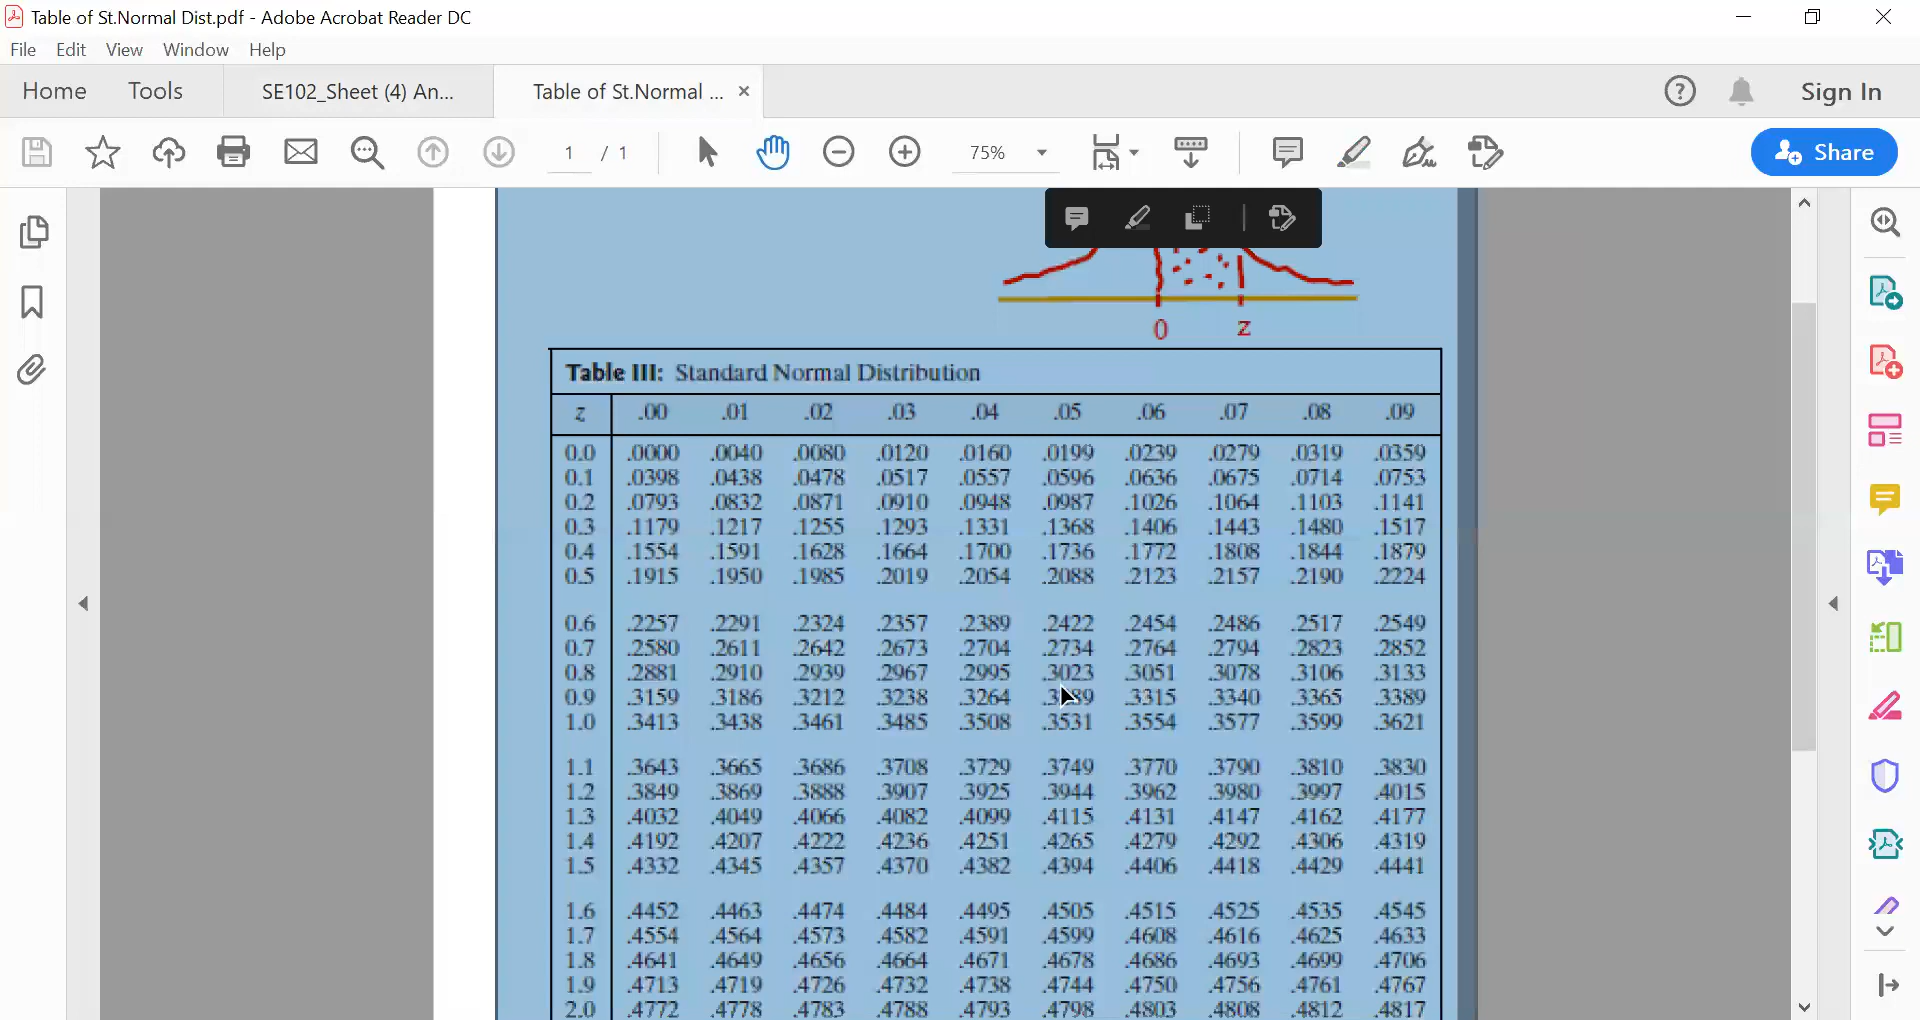 Table of St.Normal Dist.pdf - Adobe Acrobat Reader DC
File Edit View Window Help
Home Tools SE102_Sheet (4) An... Table of St.Normal ... × ? Sign In
1 / 1 75% Share
0 z
Table III: Standard Normal Distribution
z .00 .01 .02 .03 .04 .05 .06 .07 .08 .09
0.0 .0000 .0040 .0080 .0120 .0160 .0199 .0239 .0279 .0319 .0359
0.1 .0398 .0438 .0478 .0517 .0557 .0596 .0636 .0675 .0714 .0753
0.2 .0793 .0832 .0871 .0910 .0948 .0987 .1026 .1064 .1103 .1141
0.3 .1179 .1217 .1255 .1293 .1331 .1368 .1406 .1443 .1480 .1517
0.4 .1554 .1591 .1628 .1664 .1700 .1736 .1772 .1808 .1844 .1879
0.5 .1915 .1950 .1985 .2019 .2054 .2088 .2123 .2157 .2190 .2224
0.6 .2257 .2291 .2324 .2357 .2389 .2422 .2454 .2486 .2517 .2549
0.7 .2580 .2611 .2642 .2673 .2704 .2734 .2764 .2794 .2823 .2852
0.8 .2881 .2910 .2939 .2967 .2995 .3023 .3051 .3078 .3106 .3133
0.9 .3159 .3186 .3212 .3238 .3264 .3315 .3340 .3365 .3389
1.0 .3413 .3438 .3461 .3485 .3508 .3531 .3554 .3577 .3599 .3621
1.1 .3643 .3665 .3686 .3708 .3729 .3749 .3770 .3790 .3810 .3830
1.2 .3849 .3869 .3888 .3907 .3925 .3944 .3962 .3980 .3997 .4015
1.3 .4032 .4049 .4066 .4082 .4099 .4115 .4131 .4147 .4162 .4177
1.4 .4192 .4207 .4222 .4236 .4251 .4265 .4279 .4292 .4306 .4319
1.5 .4332 .4345 .4357 .4370 .4382 .4394 .4406 .4418 .4429 .4441
1.6 .4452 .4463 .4474 .4484 .4495 .4505 .4515 .4525 .4535 .4545
1.7 .4554 .4564 .4573 .4582 .4591 .4599 .4608 .4616 .4625 .4633
1.8 .4641 .4649 .4656 .4664 .4671 .4678 .4686 .4693 .4699 .4706
1.9 .4713 .4719 .4726 .4732 .4738 .4744 .4750 .4756 .4761 .4767
2.0 .4772 .4778 .4783 .4788 .4793 .4798 .4803 .4808 .4812 .4817